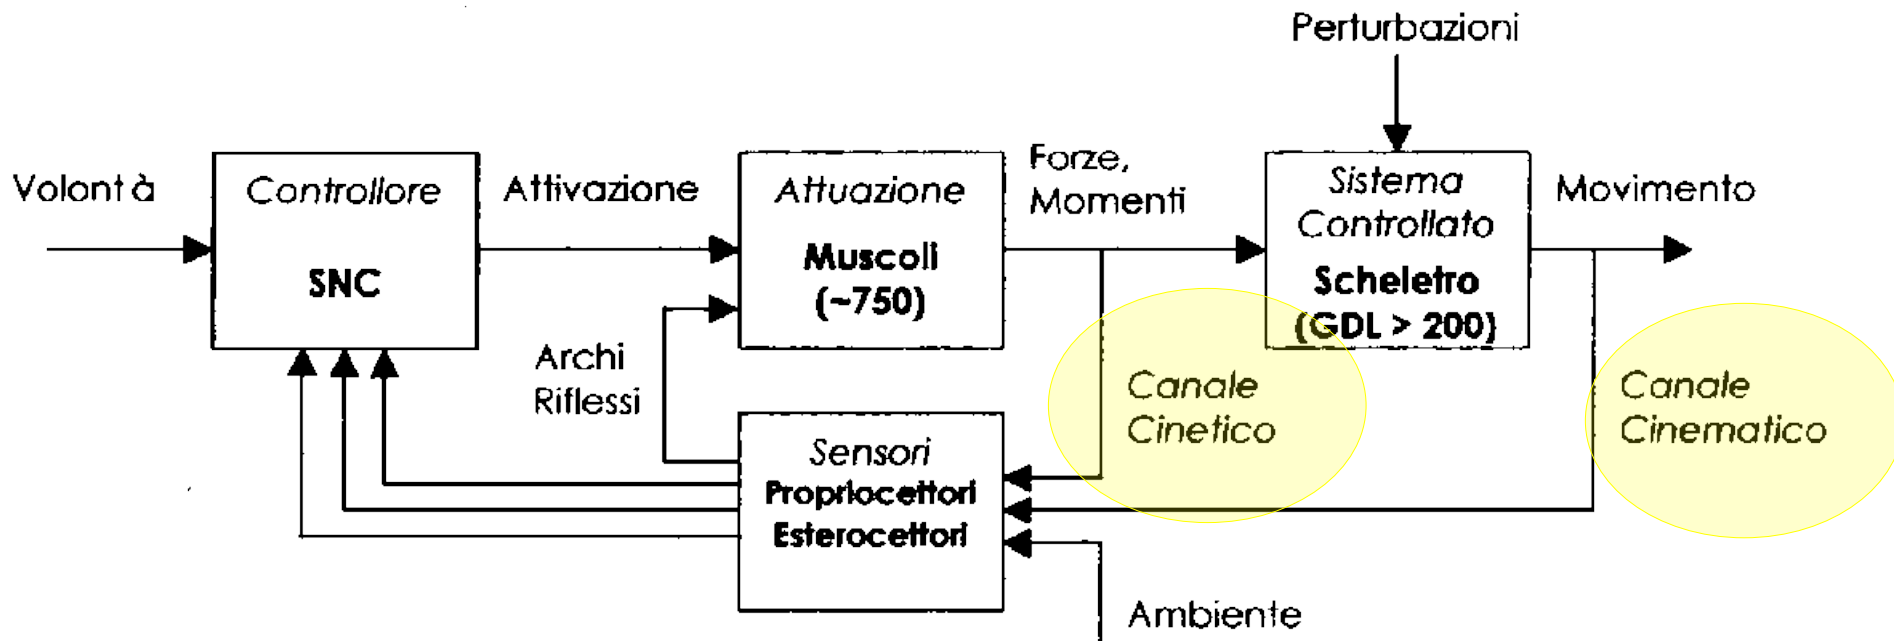 Perturbazioni
Volontà
Controllore
SNC
Attivazione
Attuazione
Muscoli
(~750)
Forze,
Momenti
Sistema
Controllato
Scheletro
(GDL > 200)
Movimento
Archi
Riflessi
Canale
Cinetico
Canale
Cinematico
Sensori
Propriocettori
Esterocettori
Ambiente